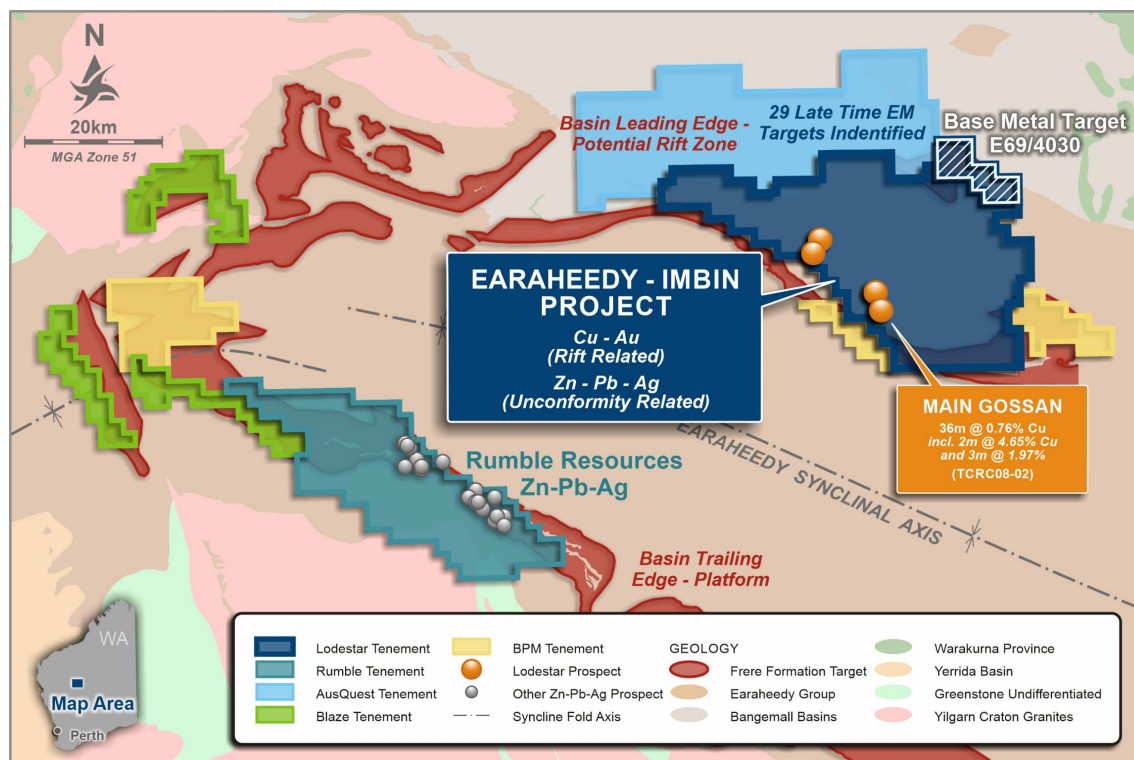 N
20km
MGA Zone 51
Basin Leading Edge -
Potential Rift Zone
29 Late Time EM
Targets Indentified
Base Metal Target
E69/4030
EARAHEEDY - IMBIN
PROJECT
Cu - Au
(Rift Related)
Zn - Pb - Ag
(Unconformity Related)
MAIN GOSSAN
36m @ 0.76% Cu
incl. 2m @ 4.65% Cu
and 3m @ 1.97%
(TCRC08-02)
EARAHEEDY SYNCLINAL AXIS
Rumble Resources
Zn-Pb-Ag
Basin Trailing
Edge - Platform
WA
Map Area
Perth
Lodestar Tenement
Rumble Tenement
AusQuest Tenement
Blaze Tenement
BPM Tenement
Lodestar Prospect
Other Zn-Pb-Ag Prospect
Syncline Fold Axis
GEOLOGY
Frere Formation Target
Earaheedy Group
Bangemall Basins
Warakurna Province
Yerrida Basin
Greenstone Undifferentiated
Yilgarn Craton Granites